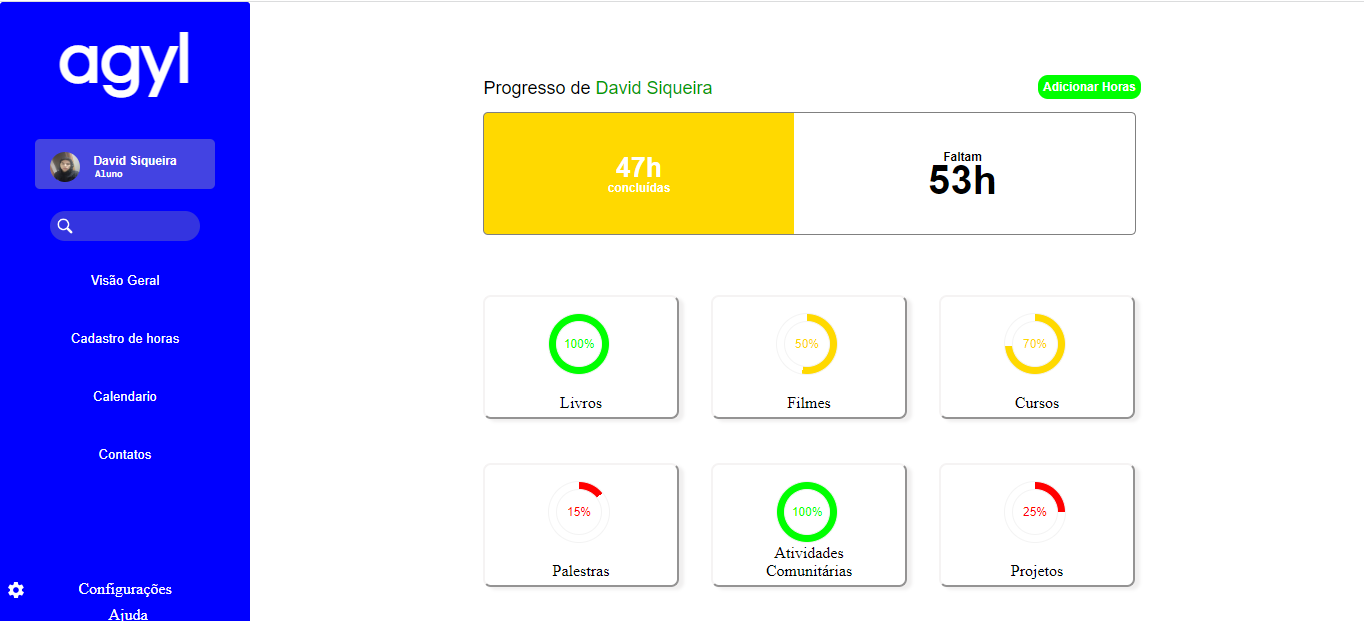 agyl
David Siqueira
Aluno
Visão Geral
Cadastro de horas
Calendario
Contatos
Configurações
Ajuda
Progresso de David Siqueira
Adicionar Horas
47h
concluídas
Faltam
53h
100%
Livros
50%
Filmes
70%
Cursos
15%
Palestras
100%
Atividades
Comunitárias
25%
Projetos